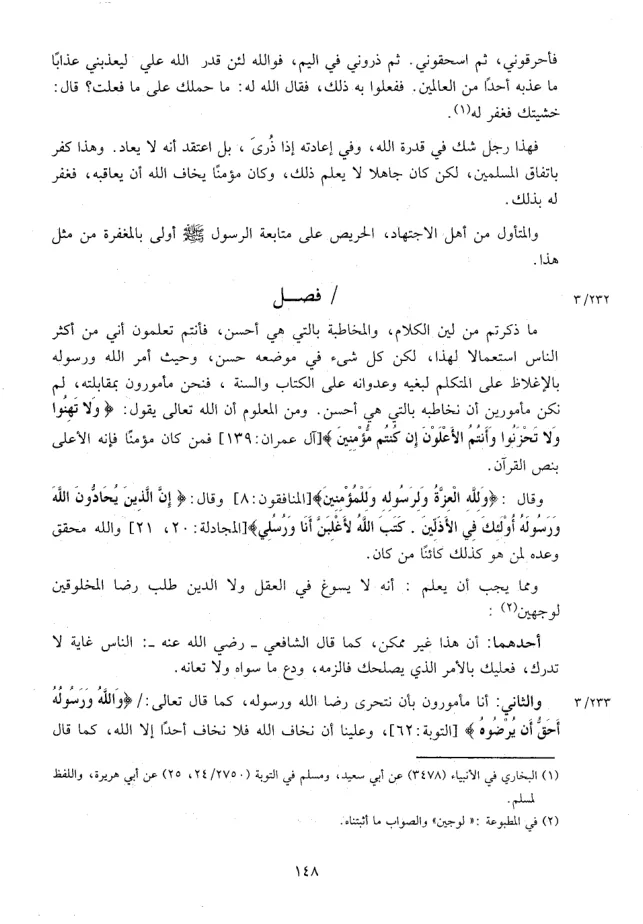 فأحرقوني، ثم اسحقوني. ثم ذروني في اليم، فوالله لئن قدر الله علي ليعذبني عذابًا
ما عذبه أحدًا من العالمين. ففعلوا به ذلك، فقال الله له: ما حملك على ما فعلت؟ قال:
خشيتك فغفر له(١).
فهذا رجل شك في قدرة الله، وفي إعادته إذا ذُرىَ ، بل اعتقد أنه لا يعاد. وهذا كفر
باتفاق المسلمين، لكن كان جاهلا لا يعلم ذلك، وكان مؤمنًا يخاف الله أن يعاقبه، فغفر
له بذلك.
والمتأول من أهل الاجتهاد، الحريص على متابعة الرسول ﷺ أولى بالمغفرة من مثل
هذا.
٣/٢٣٢ / فصـــل
ما ذكرتم من لين الكلام، والمخاطبة بالتي هي أحسن، فأنتم تعلمون أني من أكثر
الناس استعمالا لهذا، لكن كل شىء في موضعه حسن، وحيث أمر الله ورسوله
بالإغلاظ على المتكلم لبغيه وعدوانه على الكتاب والسنة ، فنحن مأمورون بمقابلته، لم
نكن مأمورين أن نخاطبه بالتي هي أحسن. ومن المعلوم أن الله تعالى يقول: ﴿ وَلا تَهِنُوا
وَلا تَحْزَنُوا وَأَنتُمُ الأَعْلَوْنَ إِن كُنتُم مُّؤْمِنِينَ ﴾[آل عمران:١٣٩] فمن كان مؤمنًا فإنه الأعلى
بنص القرآن.
وقال :﴿وَلِلَّهِ الْعِزَّةُ وَلِرَسُولِهِ وَلِلْمُؤْمِنِينَ﴾[المنافقون:٨] وقال:﴿ إِنَّ الَّذِينَ يُحَادُّونَ اللَّهَ
وَرَسُولَهُ أُوْلَئِكَ فِي الأَذَلِّينَ . كَتَبَ اللَّهُ لأَغْلِبَنَّ أَنَا وَرُسُلِي﴾[المجادلة:٢٠، ٢١] والله محقق
وعده لمن هو كذلك كائنًا من كان.
ومما يجب أن يعلم : أنه لا يسوغ في العقل ولا الدين طلب رضا المخلوقين
لوجهين(٢) :
أحدهما: أن هذا غير ممكن، كما قال الشافعي ـ رضي الله عنه ـ: الناس غاية لا
تدرك، فعليك بالأمر الذي يصلحك فالزمه، ودع ما سواه ولا تعانه.
٣/٢٣٣ والثاني: أنا مأمورون بأن نتحرى رضا الله ورسوله، كما قال تعالى:/ ﴿وَاللَّهُ وَرَسُولُهُ
أَحَقُّ أَن يُرْضُوهُ ﴾ [التوبة:٦٢]، وعلينا أن نخاف الله فلا نخاف أحدًا إلا الله، كما قال
(١) البخاري في الأنبياء (٣٤٧٨) عن أبي سعيد، ومسلم في التوبة (٢٤/٢٧٥٠، ٢٥) عن أبي هريرة، واللفظ
لمسلم.
(٢) في المطبوعة :« لوجين» والصواب ما أثبتناه.
١٤٨